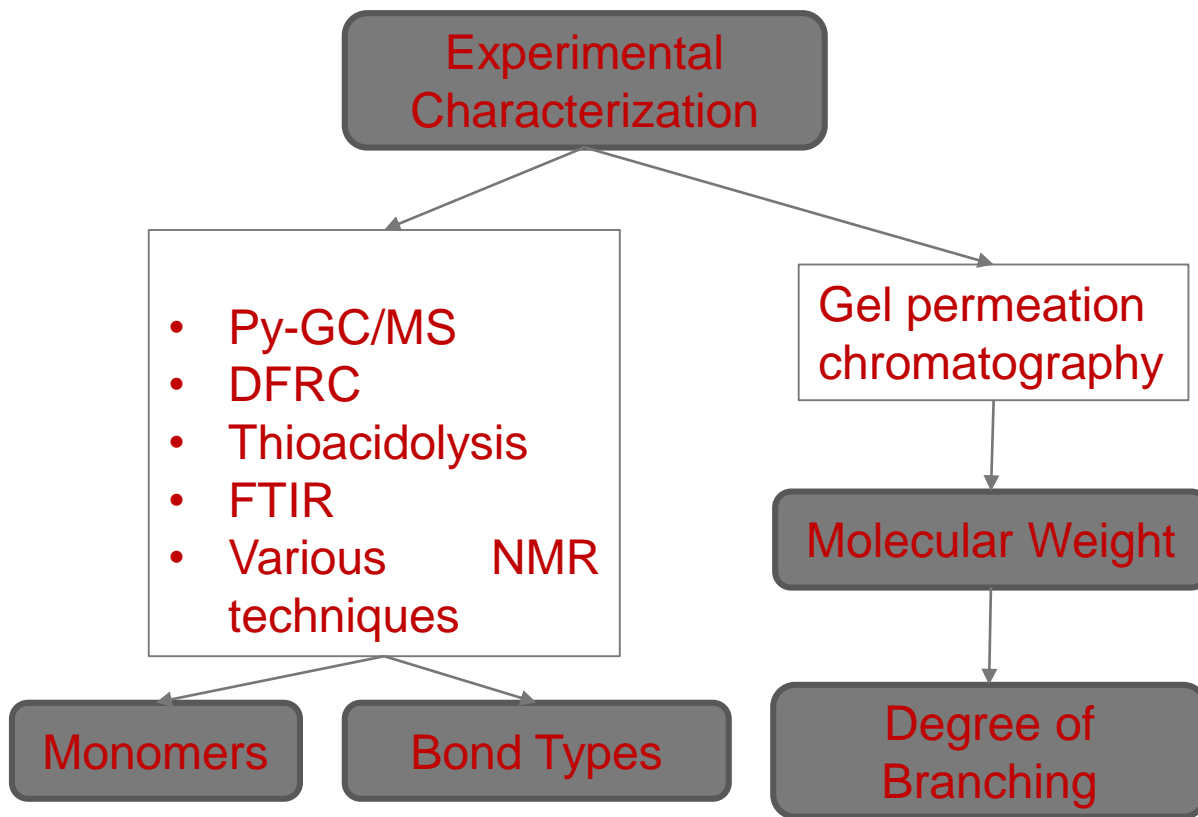 Experimental
Characterization
• Py-GC/MS
• DFRC
• Thioacidolysis
• FTIR
• Various NMR
techniques
Gel permeation
chromatography
Molecular Weight
Monomers
Bond Types
Degree of
Branching